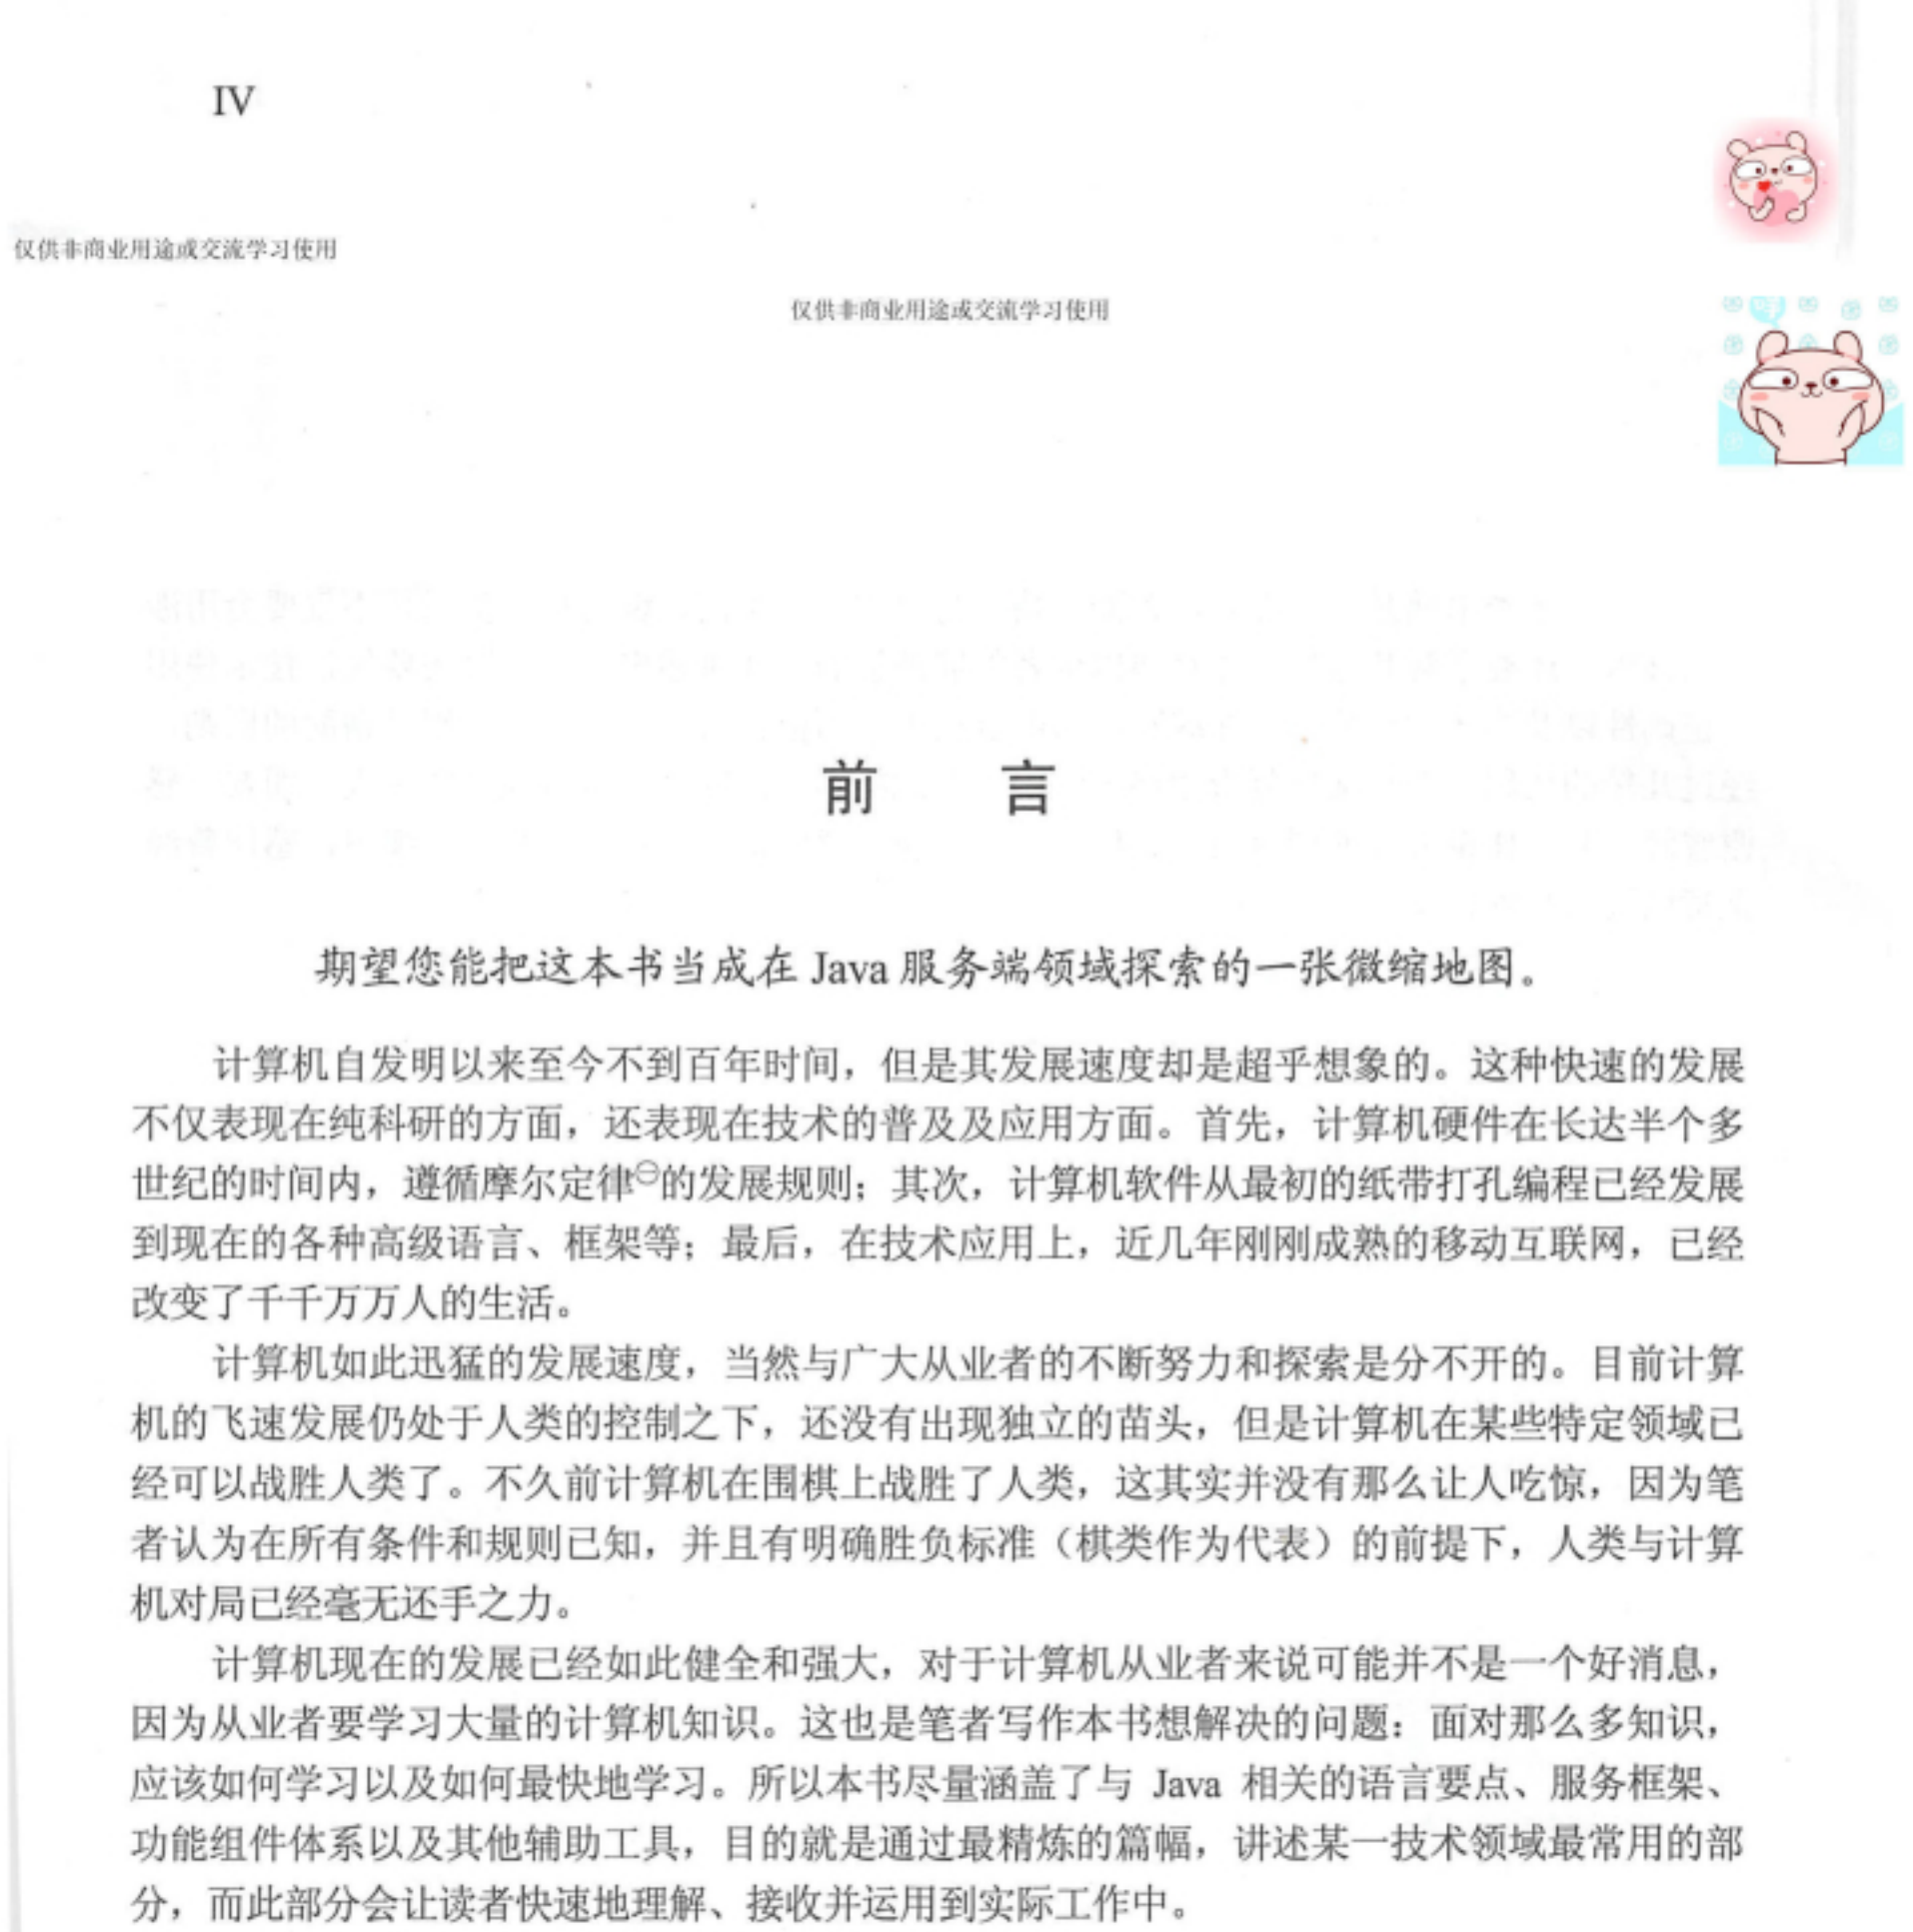 IV
仅供非商业用途或交流学习使用
仅供非商业用途或交流学习使用
前 言
期望您能把这本书当成在 Java 服务端领域探索的一张微缩地图。
计算机自发明以来至今不到百年时间，但是其发展速度却是超乎想象的。这种快速的发展
不仅表现在纯科研的方面，还表现在技术的普及及应用方面。首先，计算机硬件在长达半个多
世纪的时间内，遵循摩尔定律㊀的发展规则；其次，计算机软件从最初的纸带打孔编程已经发展
到现在的各种高级语言、框架等；最后，在技术应用上，近几年刚刚成熟的移动互联网，已经
改变了千千万万人的生活。
计算机如此迅猛的发展速度，当然与广大从业者的不断努力和探索是分不开的。目前计算
机的飞速发展仍处于人类的控制之下，还没有出现独立的苗头，但是计算机在某些特定领域已
经可以战胜人类了。不久前计算机在围棋上战胜了人类，这其实并没有那么让人吃惊，因为笔
者认为在所有条件和规则已知，并且有明确胜负标准（棋类作为代表）的前提下，人类与计算
机对局已经毫无还手之力。
计算机现在的发展已经如此健全和强大，对于计算机从业者来说可能并不是一个好消息，
因为从业者要学习大量的计算机知识。这也是笔者写作本书想解决的问题：面对那么多知识，
应该如何学习以及如何最快地学习。所以本书尽量涵盖了与 Java 相关的语言要点、服务框架、
功能组件体系以及其他辅助工具，目的就是通过最精炼的篇幅，讲述某一技术领域最常用的部
分，而此部分会让读者快速地理解、接收并运用到实际工作中。